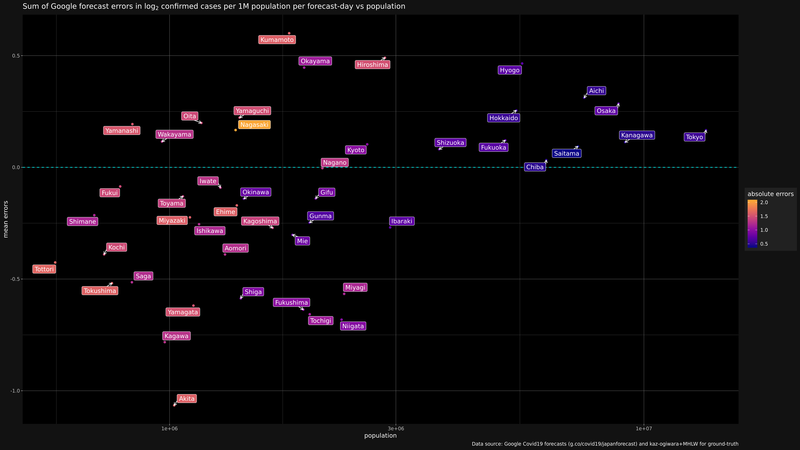 Sum of Google forecast errors in log₂ confirmed cases per 1M population per forecast-day vs population
Kumamoto
0.5
Okayama
Hiroshima
Hyogo
Aichi
Oita
Yamaguchi
Osaka
Hokkaido
Nagasaki
Yamanashi
Wakayama
Kanagawa
Tokyo
Shizuoka
Fukuoka
Kyoto
Saitama
Nagano
Chiba
0.0
Iwate
Fukui
Okinawa
Gifu
absolute errors
2.0
1.5
1.0
0.5
Toyama
Ehime
Gunma
Shimane
Miyazaki
Kagoshima
Ibaraki
Ishikawa
mean errors
Mie
Kochi
Aomori
Tottori
Saga
-0.5
Tokushima
Shiga
Miyagi
Fukushima
Yamagata
Tochigi
Niigata
Kagawa
-1.0
Akita
1e+06
3e+06
1e+07
population
Data source: Google Covid19 forecasts (g.co/covid19/japanforecast) and kaz-ogiwara+MHLW for ground-truth